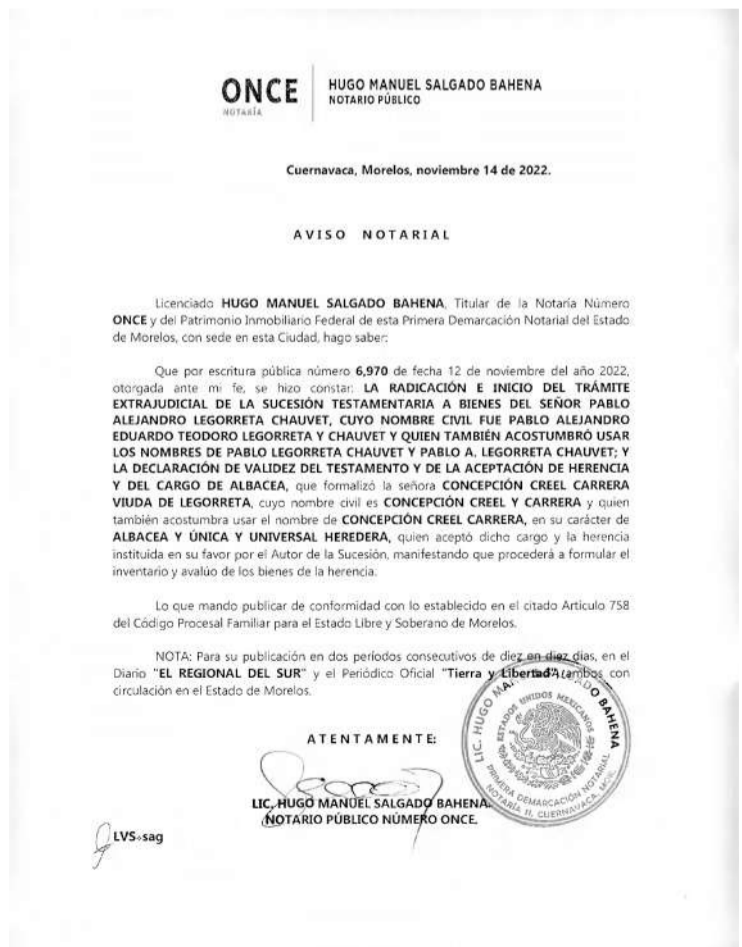 ONCE
NOTARÍA
HUGO MANUEL SALGADO BAHENA
NOTARIO PÚBLICO
Cuernavaca, Morelos, noviembre 14 de 2022.
AVISO NOTARIAL
Licenciado HUGO MANUEL SALGADO BAHENA, Titular de la Notaría Número
ONCE y del Patrimonio Inmobiliario Federal de esta Primera Demarcación Notarial del Estado
de Morelos, con sede en esta Ciudad, hago saber:
Que por escritura pública número 6,970 de fecha 12 de noviembre del año 2022,
otorgada ante mi fe, se hizo constar: LA RADICACIÓN E INICIO DEL TRÁMITE
EXTRAJUDICIAL DE LA SUCESIÓN TESTAMENTARIA A BIENES DEL SEÑOR PABLO
ALEJANDRO LEGORRETA CHAUVET, CUYO NOMBRE CIVIL FUE PABLO ALEJANDRO
EDUARDO TEODORO LEGORRETA Y CHAUVET Y QUIEN TAMBIÉN ACOSTUMBRÓ USAR
LOS NOMBRES DE PABLO LEGORRETA CHAUVET Y PABLO A. LEGORRETA CHAUVET; Y
LA DECLARACIÓN DE VALIDEZ DEL TESTAMENTO Y DE LA ACEPTACIÓN DE HERENCIA
Y DEL CARGO DE ALBACEA, que formalizó la señora CONCEPCIÓN CREEL CARRERA
VIUDA DE LEGORRETA, cuyo nombre civil es CONCEPCIÓN CREEL Y CARRERA y quien
también acostumbra usar el nombre de CONCEPCIÓN CREEL CARRERA, en su carácter de
ALBACEA Y ÚNICA Y UNIVERSAL HEREDERA, quien aceptó dicho cargo y la herencia
instituida en su favor por el Autor de la Sucesión, manifestando que procederá a formular el
inventario y avalúo de los bienes de la herencia.
Lo que mando publicar de conformidad con lo establecido en el citado Artículo 758
del Código Procesal Familiar para el Estado Libre y Soberano de Morelos.
NOTA: Para su publicación en dos períodos consecutivos de diez en diez días, en el
Diario "EL REGIONAL DEL SUR" y el Periódico Oficial "Tierra y Libertad", ambos con
circulación en el Estado de Morelos.
ATENTAMENTE:
LIC. HUGO MANUEL SALGADO BAHENA.
NOTARIO PÚBLICO NÚMERO ONCE.
LIC. HUGO BAHENA
ESTADOS UNIDOS MEXICANOS
PRIMERA DEMARCACIÓN NOTARIAL
NOTARÍA 11, CUERNAVACA, MOR.
LVS*sag